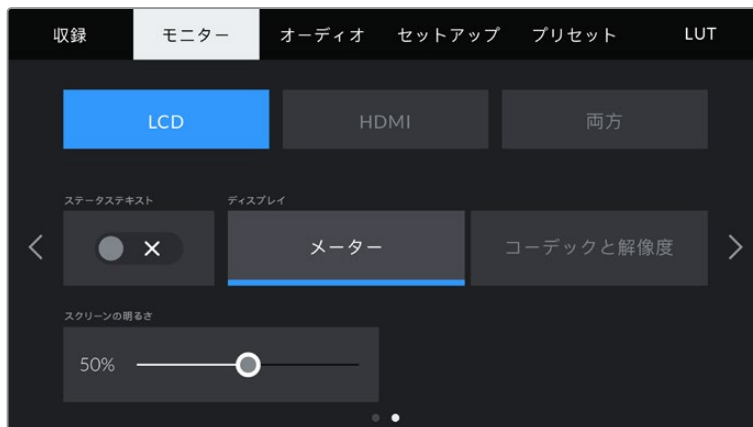 収録 モニター オーディオ セットアップ プリセット LUT
LCD HDMI 両方
ステータステキスト ディスプレイ
メーター コーデックと解像度
スクリーンの明るさ
50%